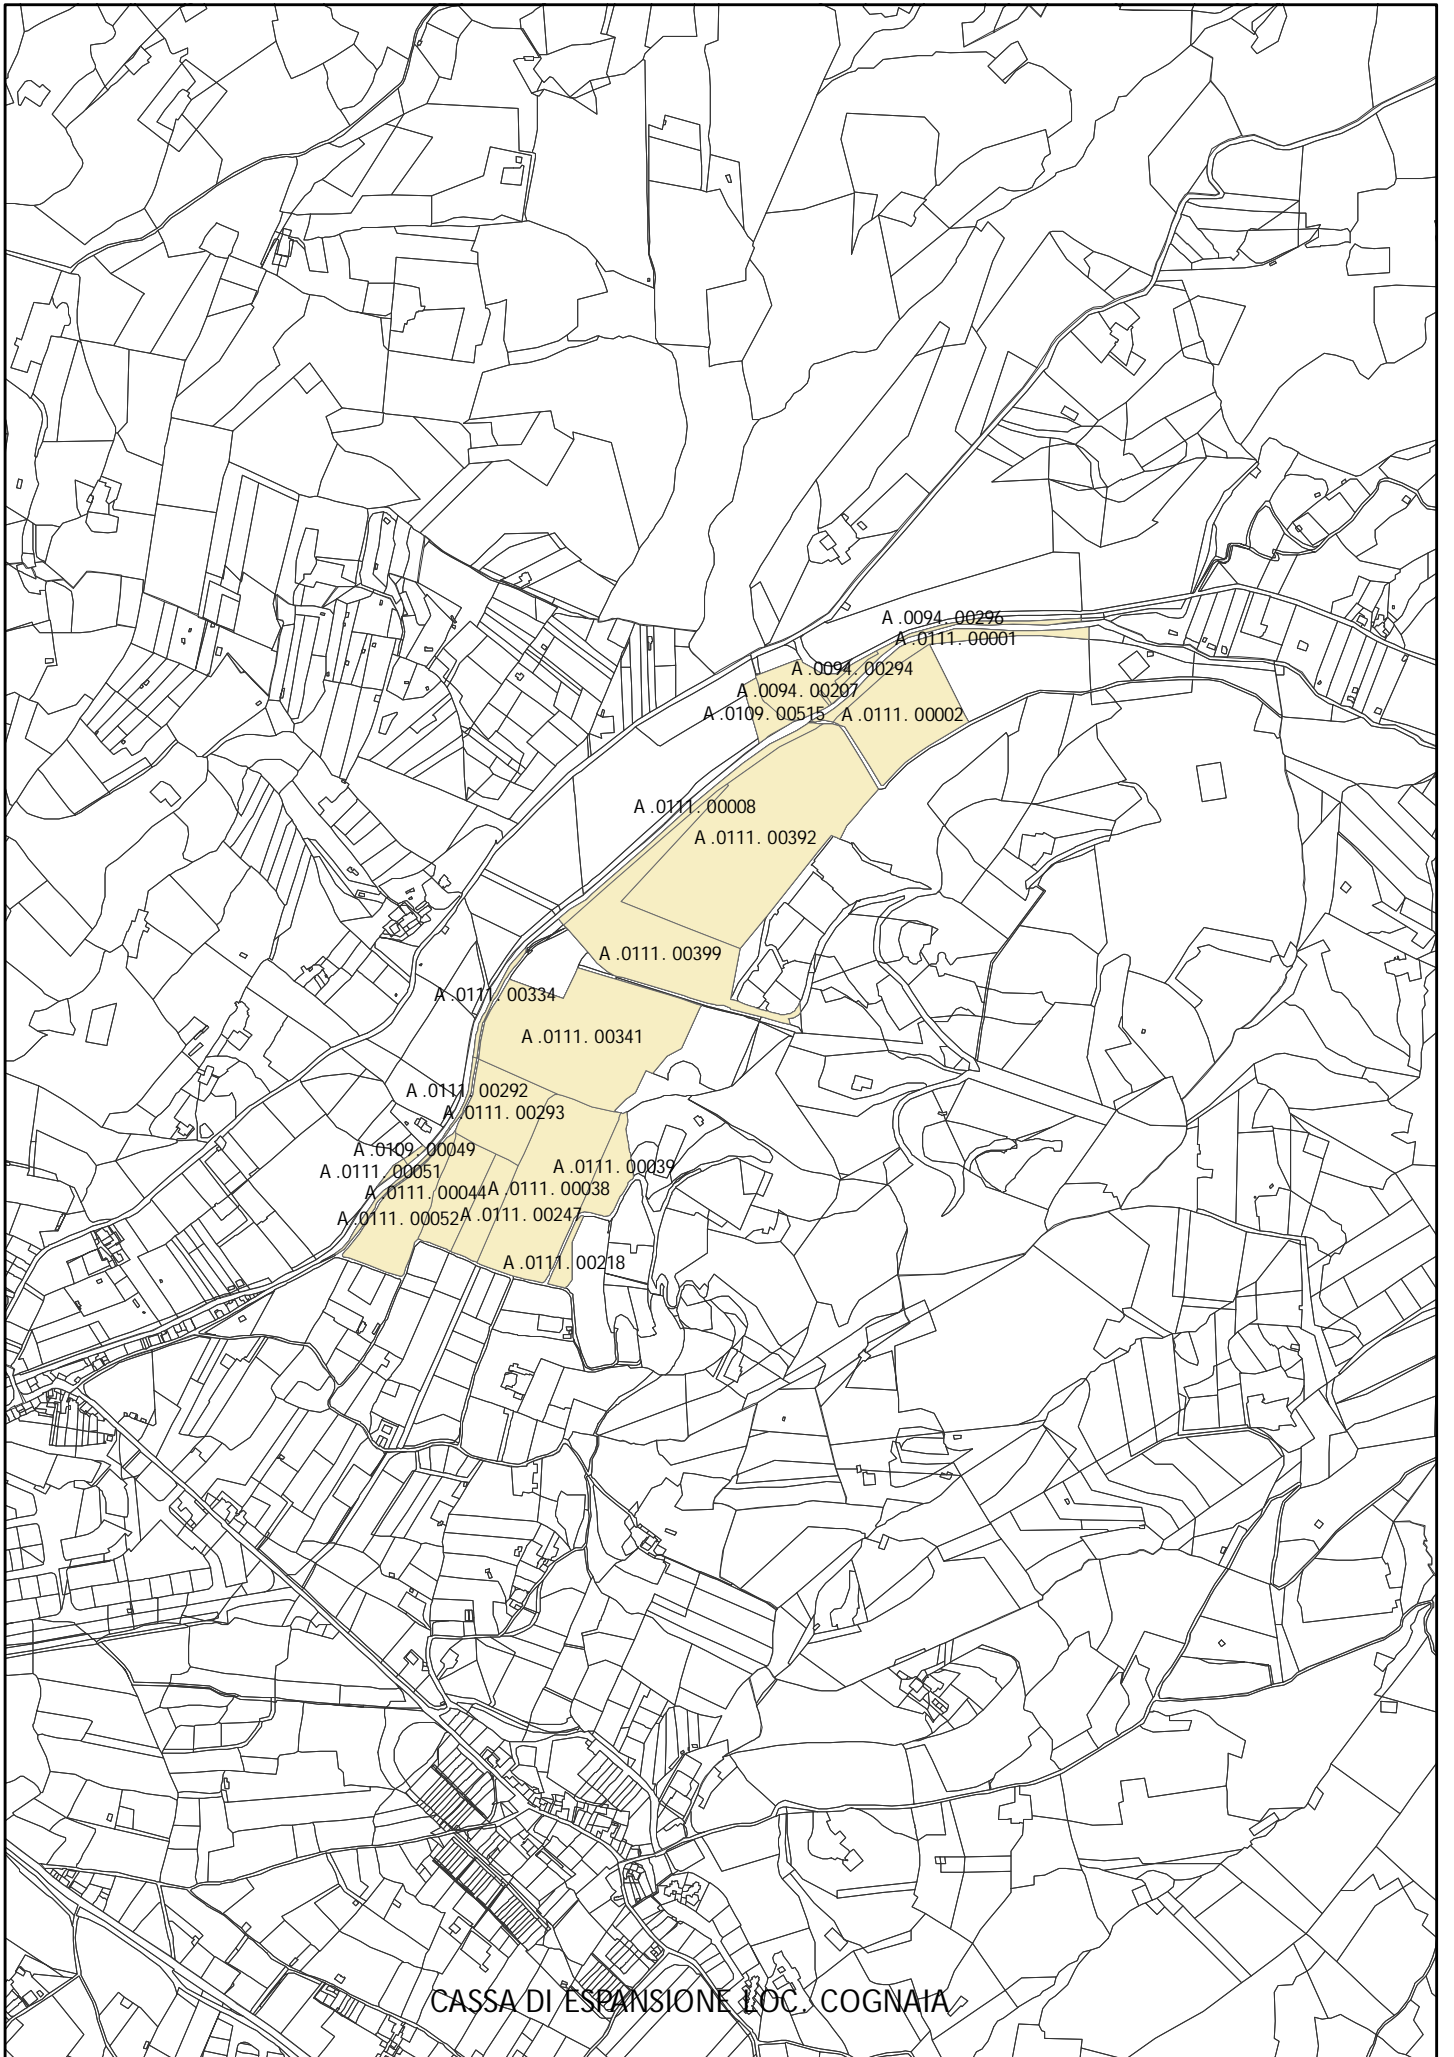 A .0094. 00296
A .0111. 00001
A .0094. 00294
A .0094. 00207
A .0109. 00515
A .0111. 00002
A .0111. 00008
A .0111. 00392
A .0111. 00399
A .0111. 00334
A .0111. 00341
A .0111. 00292
A .0111. 00293
A .0109. 00049
A .0111. 00051
A .0111. 00039
A .0111. 00044
A .0111. 00038
A .0111. 00052
A .0111. 00247
A .0111. 00218
CASSA DI ESPANSIONE LOC. COGNAIA